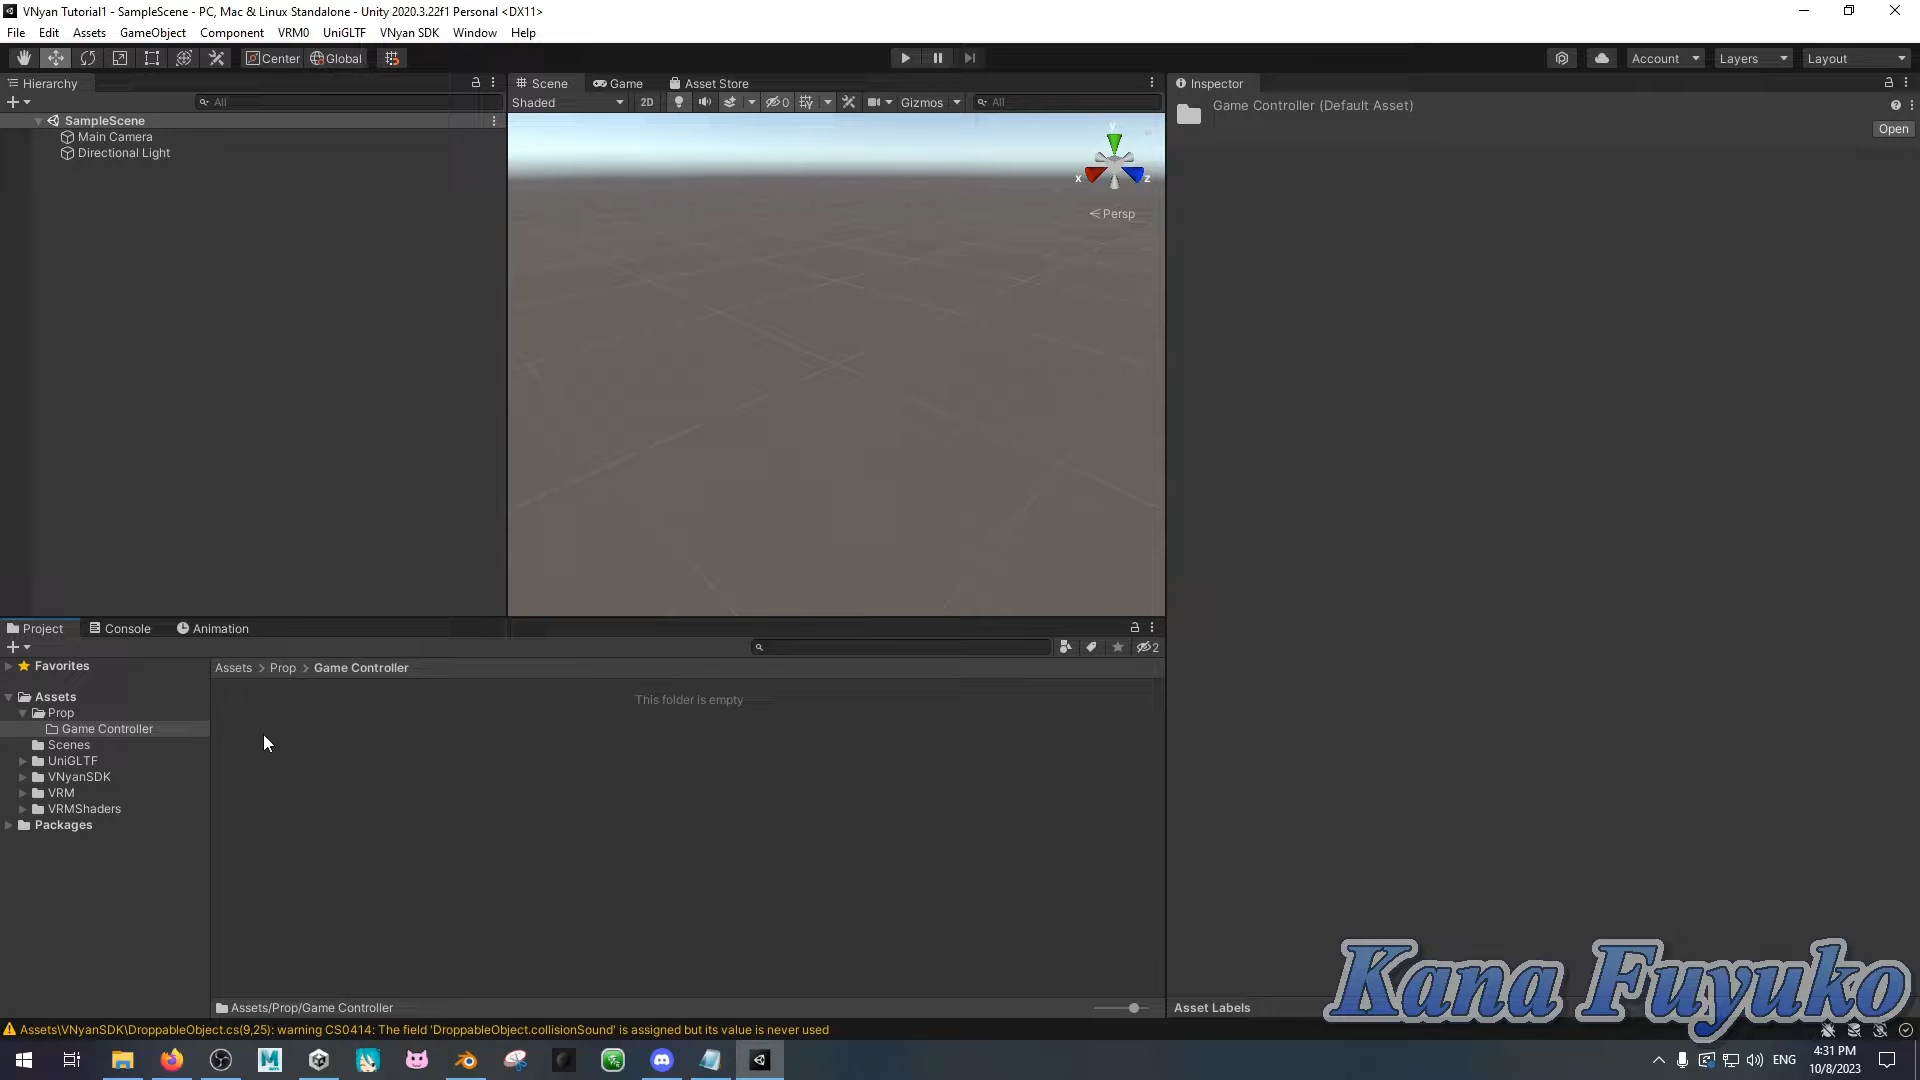 VNyan Tutorial1 - SampleScene - PC, Mac & Linux Standalone - Unity 2020.3.22f1 Personal <DX11>
File Edit Assets GameObject Component VRM0 UniGLTF VNyan SDK Window Help
Center Global Account Layers Layout
Hierarchy
All
SampleScene
Main Camera
Directional Light
Scene Game Asset Store
Shaded 2D 0 Gizmos All
y
x z
Persp
Inspector
Game Controller (Default Asset)
Open
Project Console Animation
2
Favorites
Assets
Prop
Game Controller
Scenes
UniGLTF
VNyanSDK
VRM
VRMShaders
Packages
Assets > Prop > Game Controller
This folder is empty
Assets/Prop/Game Controller
Asset Labels
Kana Fuyuko
Assets\VNyanSDK\DroppableObject.cs(9,25): warning CS0414: The field 'DroppableObject.collisionSound' is assigned but its value is never used
ENG
4:31 PM
10/8/2023